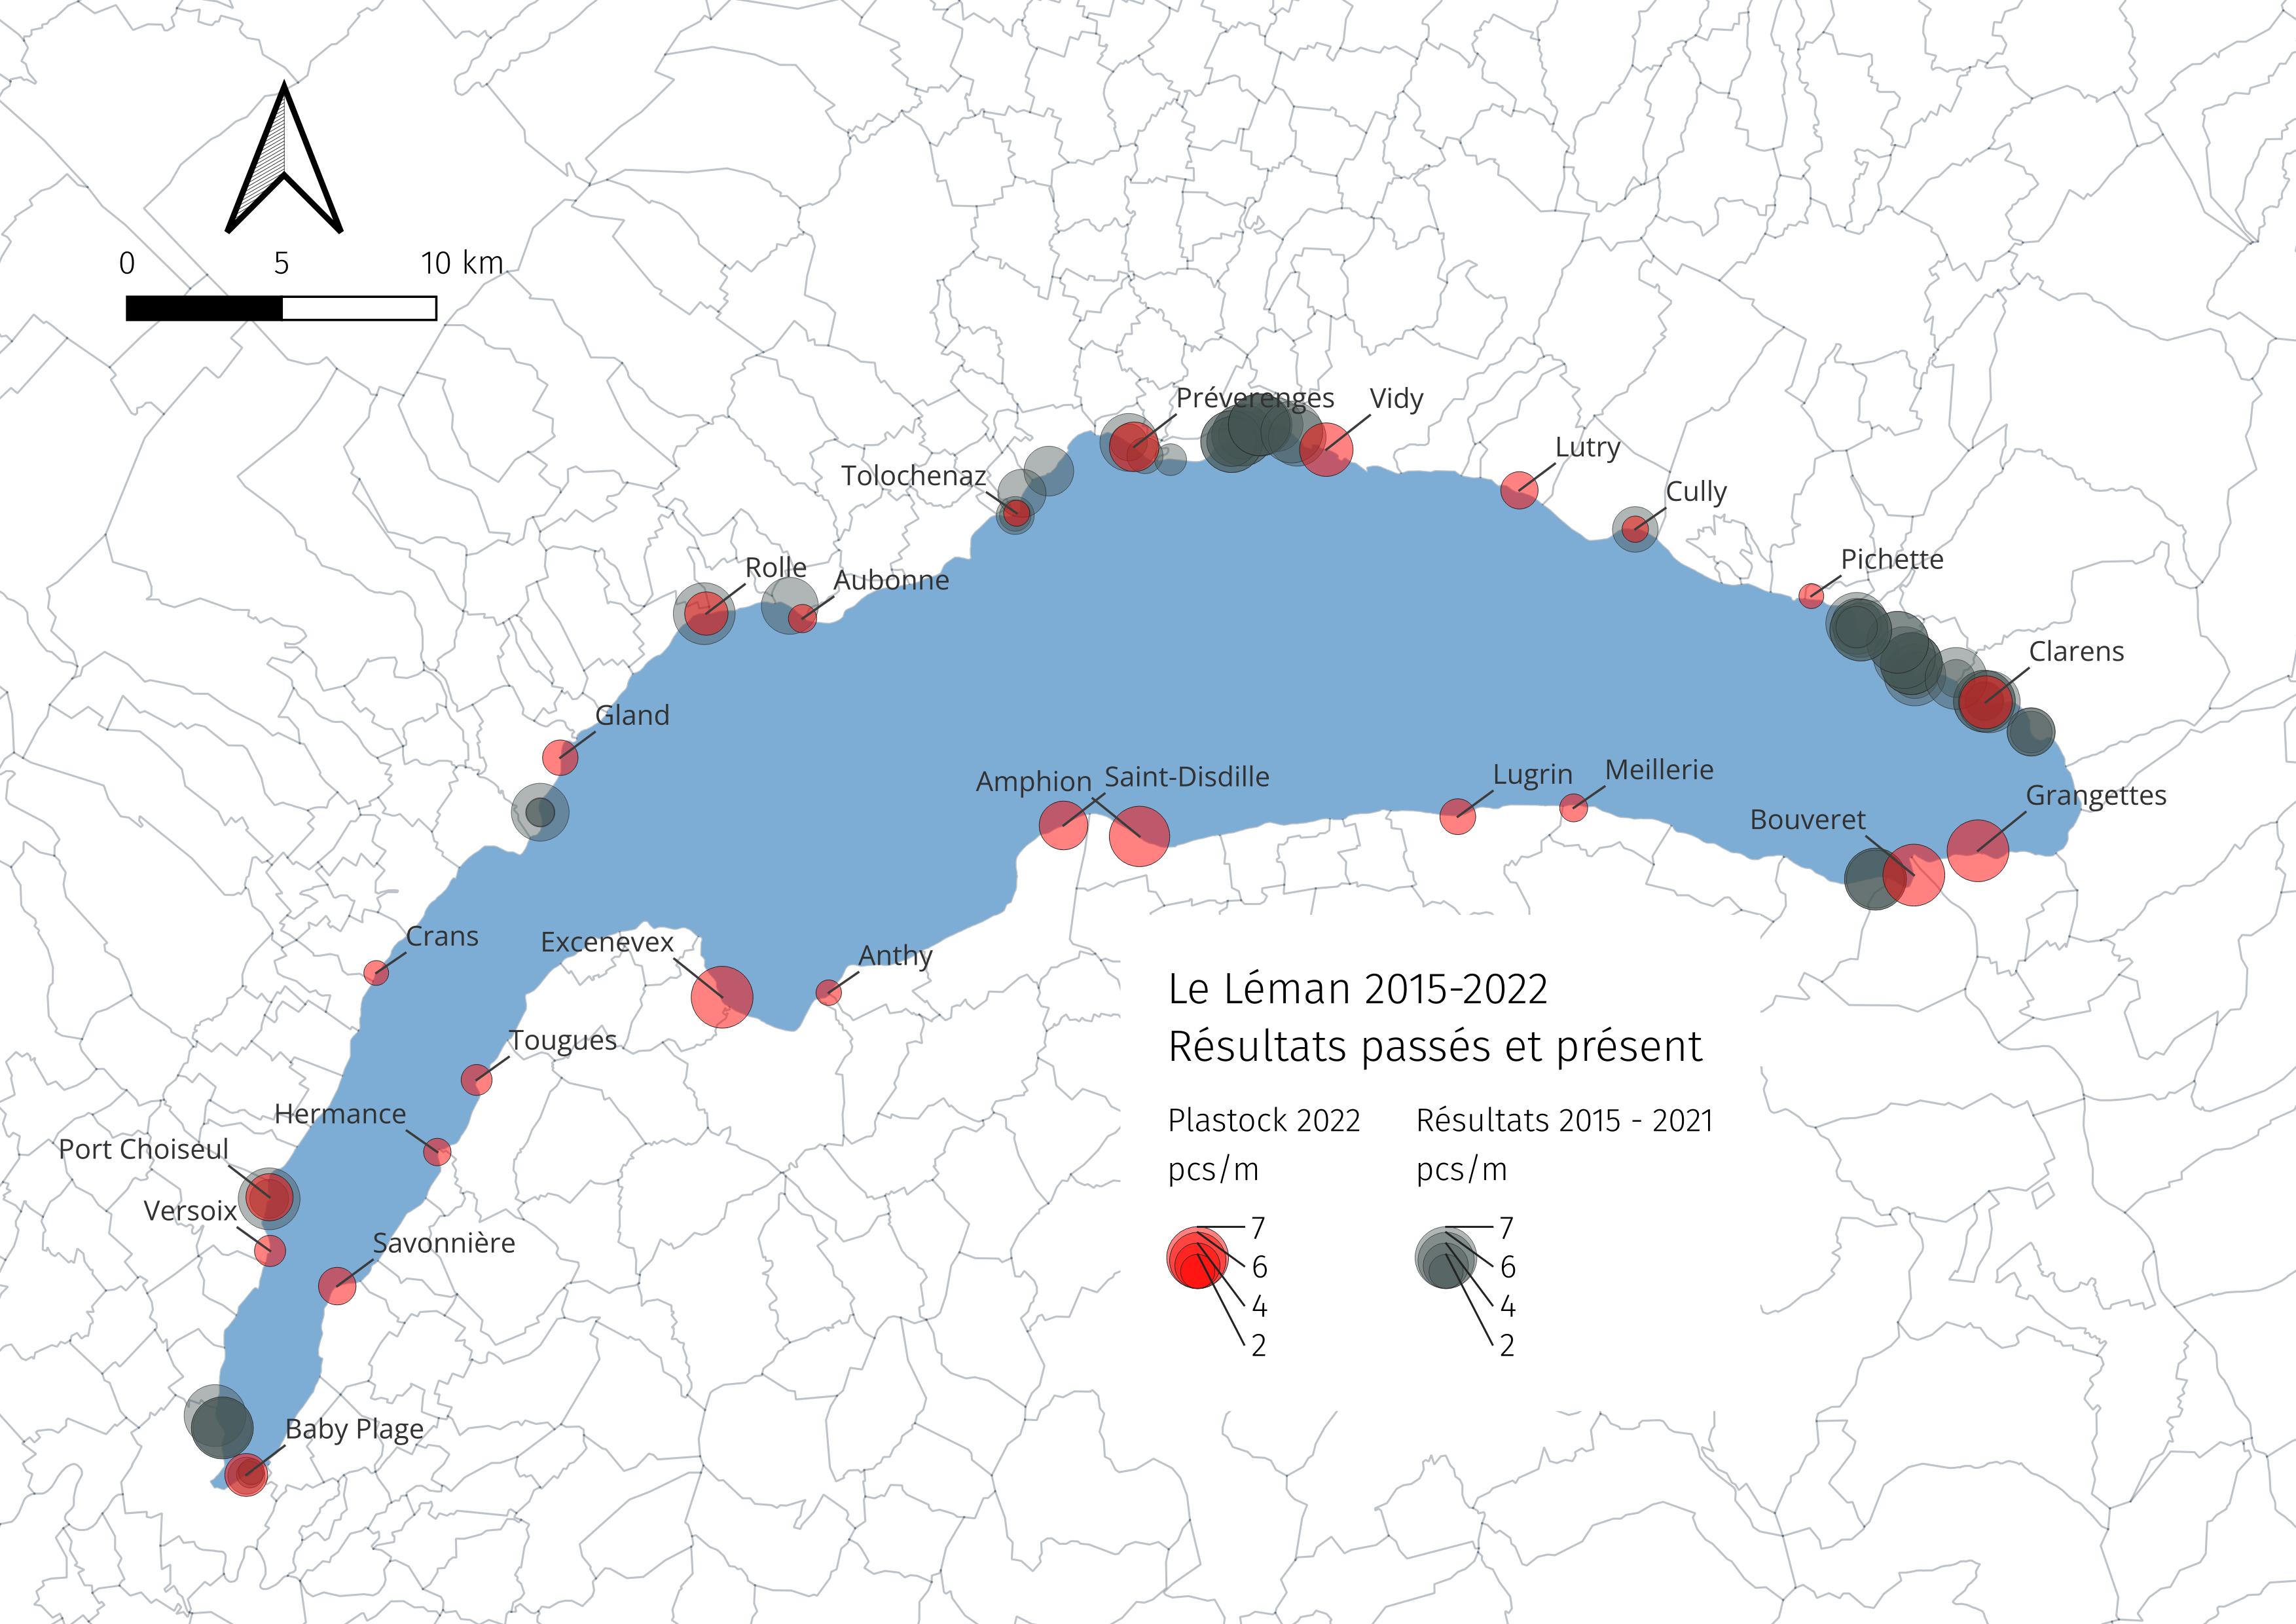 0 5 10 km
Préverenges
Vidy
Lutry
Tolochenaz
Cully
Pichette
Rolle
Aubonne
Clarens
Gland
Amphion
Saint-Disdille
Lugrin
Meillerie
Grangettes
Bouveret
Crans
Excenevex
Anthy
Tougues
Hermance
Port Choiseul
Versoix
Savonnière
Baby Plage
Le Léman 2015-2022
Résultats passés et présent
Plastock 2022
pcs/m
7
6
4
2
Résultats 2015 - 2021
pcs/m
7
6
4
2